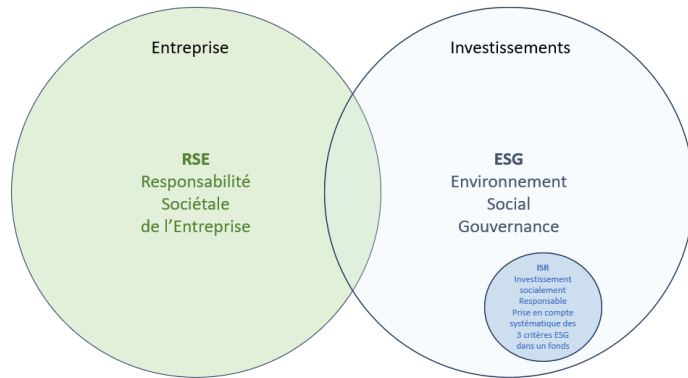 Entreprise
RSE
Responsabilité
Sociétale
de l'Entreprise
Investissements
ESG
Environnement
Social
Gouvernance
ISR
Investissement
socialement
Responsable
Prise en compte
systématique des
3 critères ESG
dans un fonds